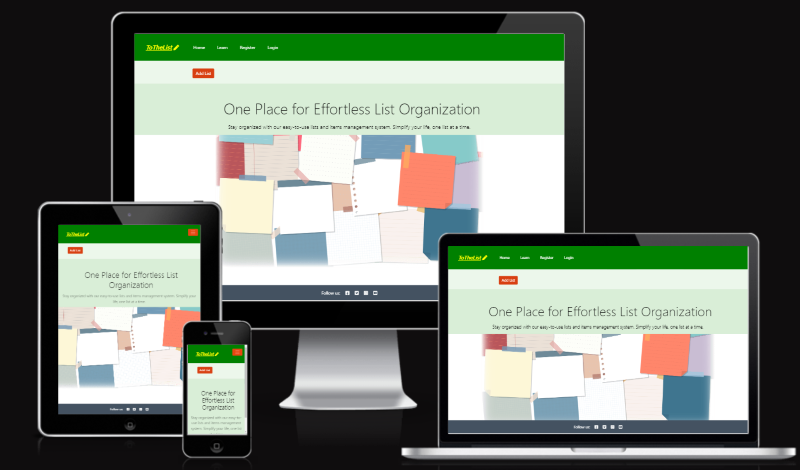 ToTheList
Home Learn Register Login
Add List
One Place for Effortless List Organization
Stay organized with our easy-to-use lists and items management system. Simplify your life, one list at a time.
Follow us:
ToTheList
Add List
One Place for Effortless List
Organization
Stay organized with our easy-to-use lists and items management system. Simplify your
life, one list at a time.
Follow us:
ToTheList
Add List
One Place for
Effortless List
Organization
Stay organized with our easy-to-
use lists and items management
system. Simplify your life, one list
ToTheList
Home Learn Register Login
Add List
One Place for Effortless List Organization
Stay organized with our easy-to-use lists and items management system. Simplify your life, one list at a time.
Follow us: